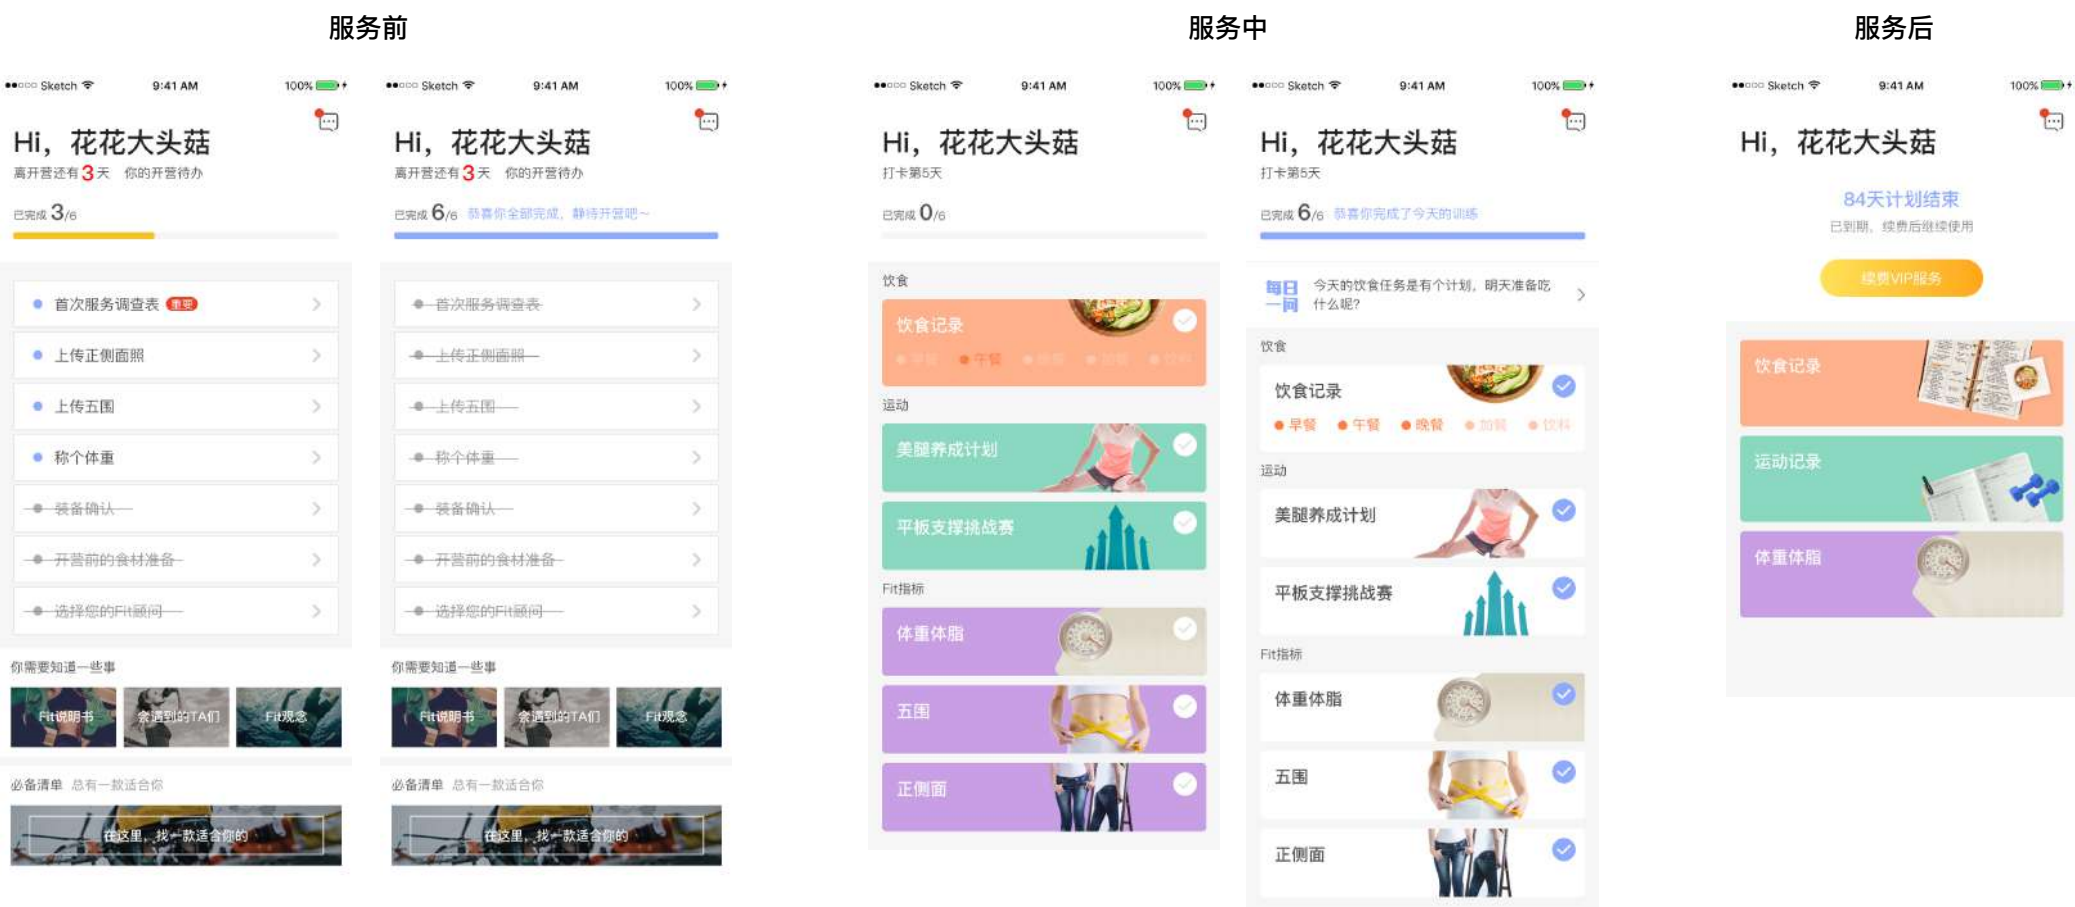 服务前
服务中
服务后
Sketch 9:41 AM 100%
Hi，花花大头菇
离开营还有3天 你的开营待办
已完成 3/6
首次服务调查表 重要
上传正侧面照
上传五围
称个体重
装备确认
开营前的食材准备
选择您的Fit顾问
你需要知道一些事
Fit说明书 会遇到的TA们 Fit观念
必备清单 总有一款适合你
在这里，找一款适合你的
Sketch 9:41 AM 100%
Hi，花花大头菇
离开营还有3天 你的开营待办
已完成 6/6 恭喜你全部完成，静待开营吧～
首次服务调查表
上传正侧面照
上传五围
称个体重
装备确认
开营前的食材准备
选择您的Fit顾问
你需要知道一些事
Fit说明书 会遇到的TA们 Fit观念
必备清单 总有一款适合你
在这里，找一款适合你的
Sketch 9:41 AM 100%
Hi，花花大头菇
打卡第5天
已完成 0/6
饮食
饮食记录
早餐 午餐 晚餐 加餐 饮料
运动
美腿养成计划
平板支撑挑战赛
Fit指标
体重体脂
五围
正侧面
Sketch 9:41 AM 100%
Hi，花花大头菇
打卡第5天
已完成 6/6 恭喜你完成了今天的训练
每日一问
今天的饮食任务是有个计划，明天准备吃
什么呢？
饮食
饮食记录
早餐 午餐 晚餐 加餐 饮料
运动
美腿养成计划
平板支撑挑战赛
Fit指标
体重体脂
五围
正侧面
Sketch 9:41 AM 100%
Hi，花花大头菇
84天计划结束
已到期，续费后继续使用
续费VIP服务
饮食记录
运动记录
体重体脂